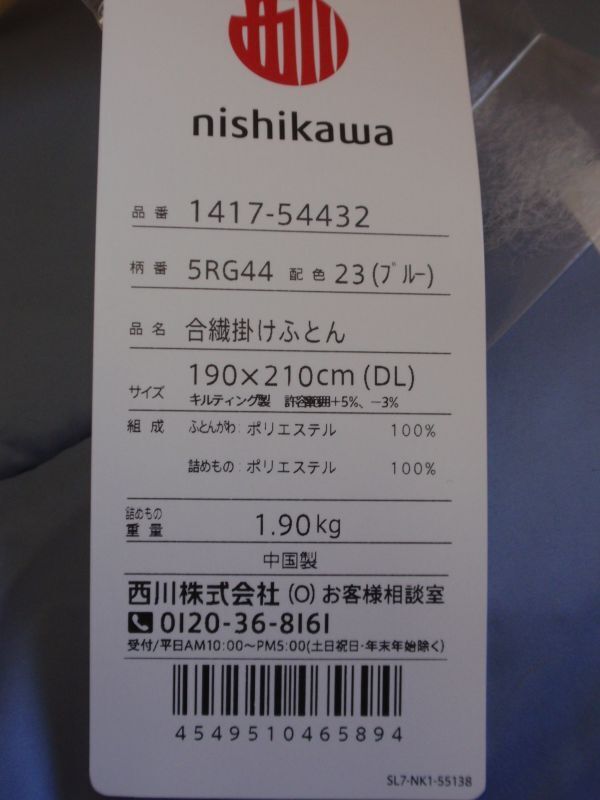 西川
nishikawa
品番 1417-54432
柄番 5RG44 配色 23(ﾌﾞﾙｰ)
品名 合繊掛けふとん
サイズ 190×210cm(DL)
キルティング製 許容範囲+5%、-3%
組成 ふとんがわ:ポリエステル 100%
詰めもの:ポリエステル 100%
詰めもの
重量 1.90kg
中国製
西川株式会社(O)お客様相談室
0120-36-8161
受付/平日AM10:00～PM5:00(土日祝日・年末年始除く)
4549510465894
SL7-NK1-55138